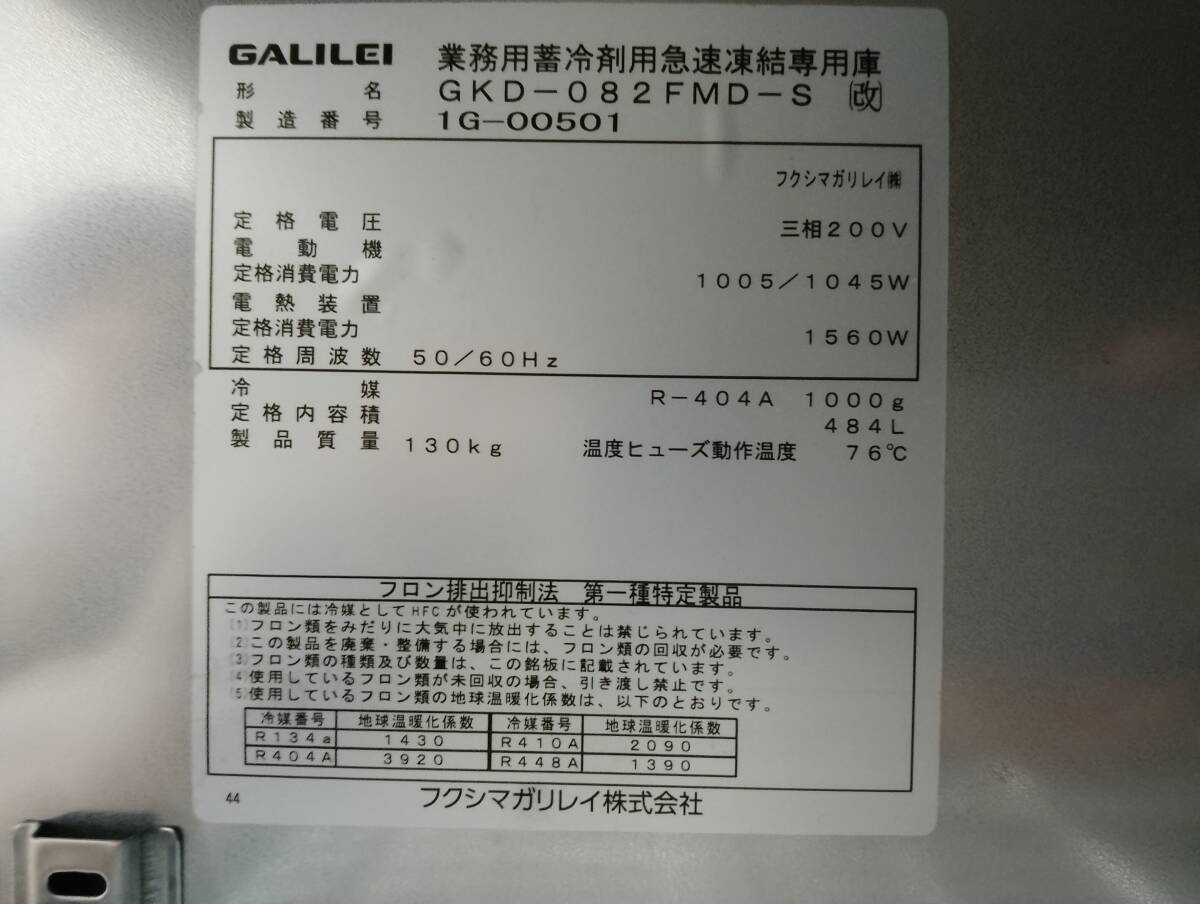 GALILEI 業務用蓄冷剤用急速凍結専用庫
形名 GKD-082FMD-S 改
製造番号 1G-00501
フクシマガリレイ㈱
定格電圧 三相200V
電動機
定格消費電力 1005/1045W
電熱装置
定格消費電力 1560W
定格周波数 50/60Hz
冷媒 R-404A 1000g
定格内容積 484L
製品質量 130kg 温度ヒューズ動作温度 76℃
フロン排出抑制法 第一種特定製品
この製品には冷媒としてHFCが使われています。
(1)フロン類をみだりに大気中に放出することは禁じられています。
(2)この製品を廃棄・整備する場合には、フロン類の回収が必要です。
(3)フロン類の種類及び数量は、この銘板に記載されています。
(4)使用しているフロン類が未回収の場合、引き渡し禁止です。
(5)使用しているフロン類の地球温暖化係数は、以下のとおりです。
冷媒番号 地球温暖化係数 冷媒番号 地球温暖化係数
R134a 1430 R410A 2090
R404A 3920 R448A 1390
44 フクシマガリレイ株式会社